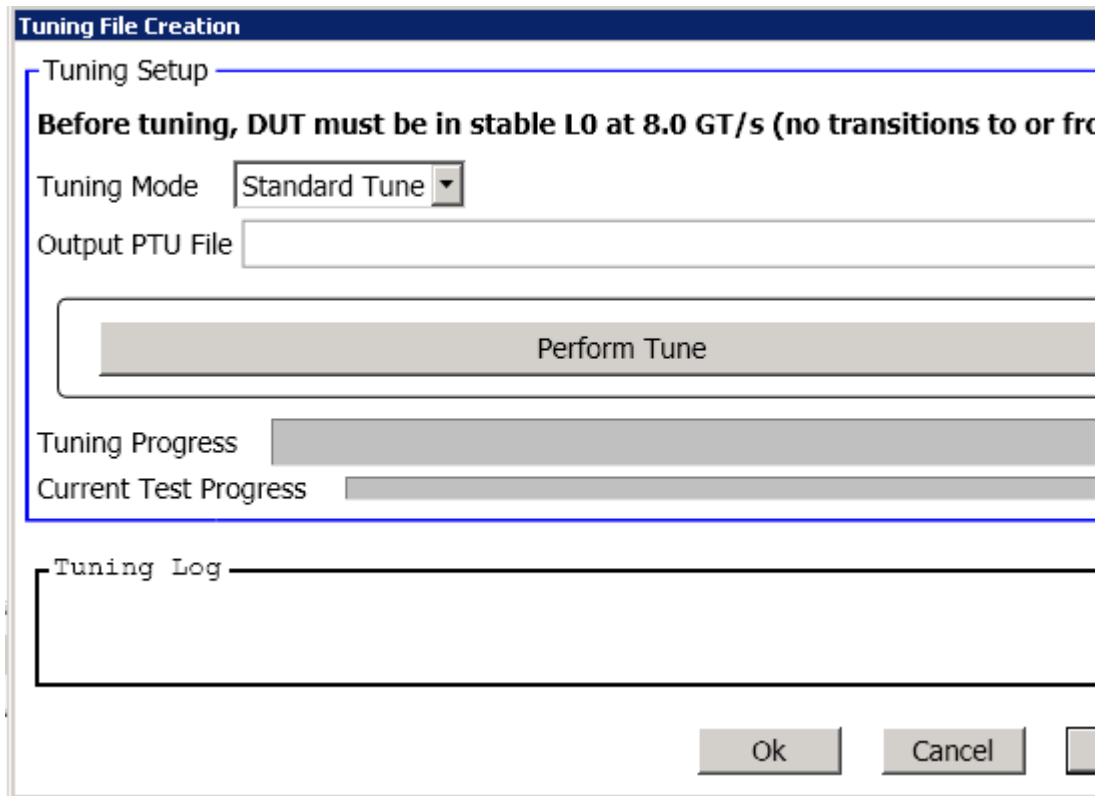 Tuning File Creation
Tuning Setup
Before tuning, DUT must be in stable L0 at 8.0 GT/s (no transitions to or
Tuning Mode Standard Tune
Output PTU File
Perform Tune
Tuning Progress
Current Test Progress
Tuning Log
Ok Cancel